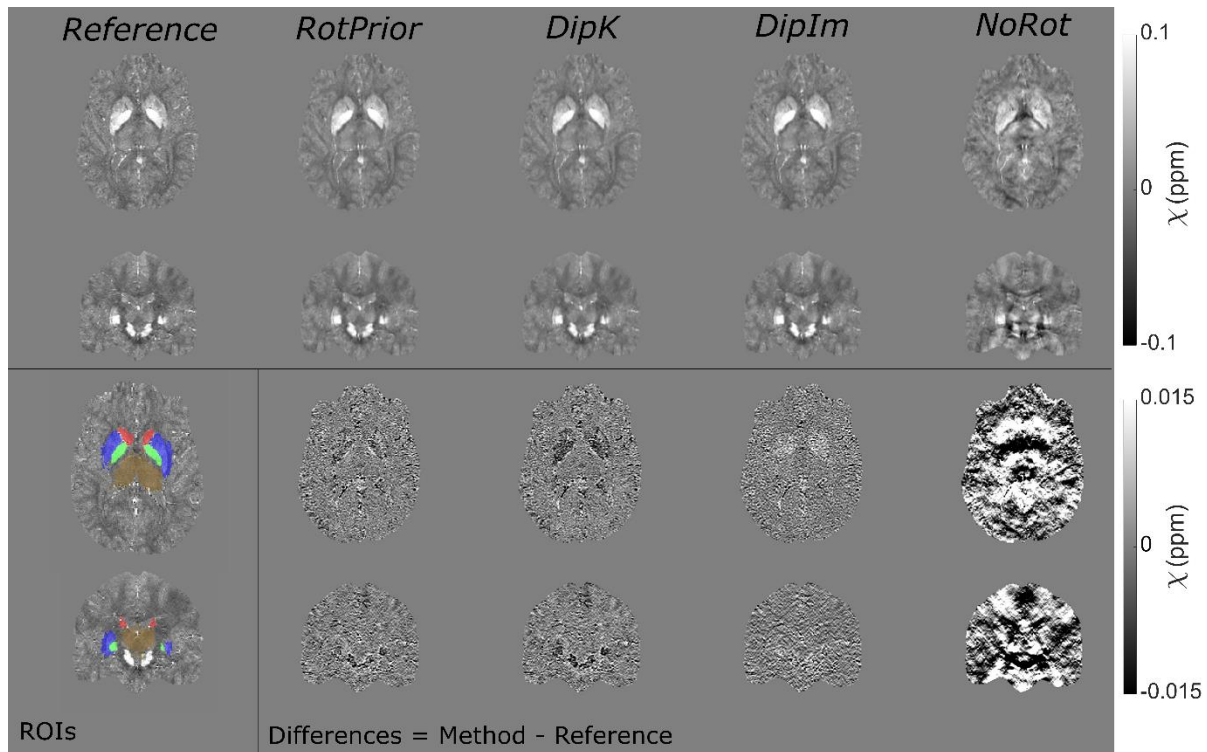 Reference RotPrior DipK DipIm NoRot
0.1
0
χ (ppm)
-0.1
0.015
0
χ (ppm)
-0.015
ROIs
Differences = Method - Reference